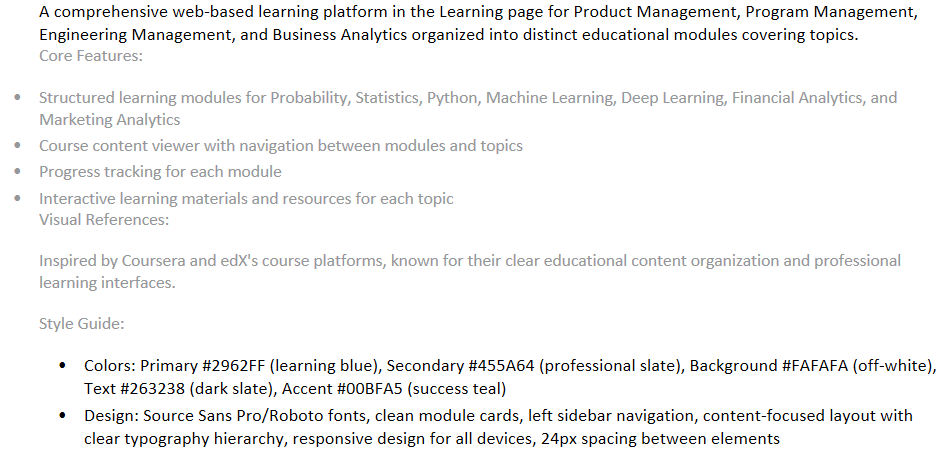 A comprehensive web-based learning platform in the Learning page for Product Management, Program Management,
Engineering Management, and Business Analytics organized into distinct educational modules covering topics.
Core Features:
• Structured learning modules for Probability, Statistics, Python, Machine Learning, Deep Learning, Financial Analytics, and
Marketing Analytics
• Course content viewer with navigation between modules and topics
• Progress tracking for each module
• Interactive learning materials and resources for each topic
Visual References:
Inspired by Coursera and edX's course platforms, known for their clear educational content organization and professional
learning interfaces.
Style Guide:
• Colors: Primary #2962FF (learning blue), Secondary #455A64 (professional slate), Background #FAFAFA (off-white),
Text #263238 (dark slate), Accent #00BFA5 (success teal)
• Design: Source Sans Pro/Roboto fonts, clean module cards, left sidebar navigation, content-focused layout with
clear typography hierarchy, responsive design for all devices, 24px spacing between elements